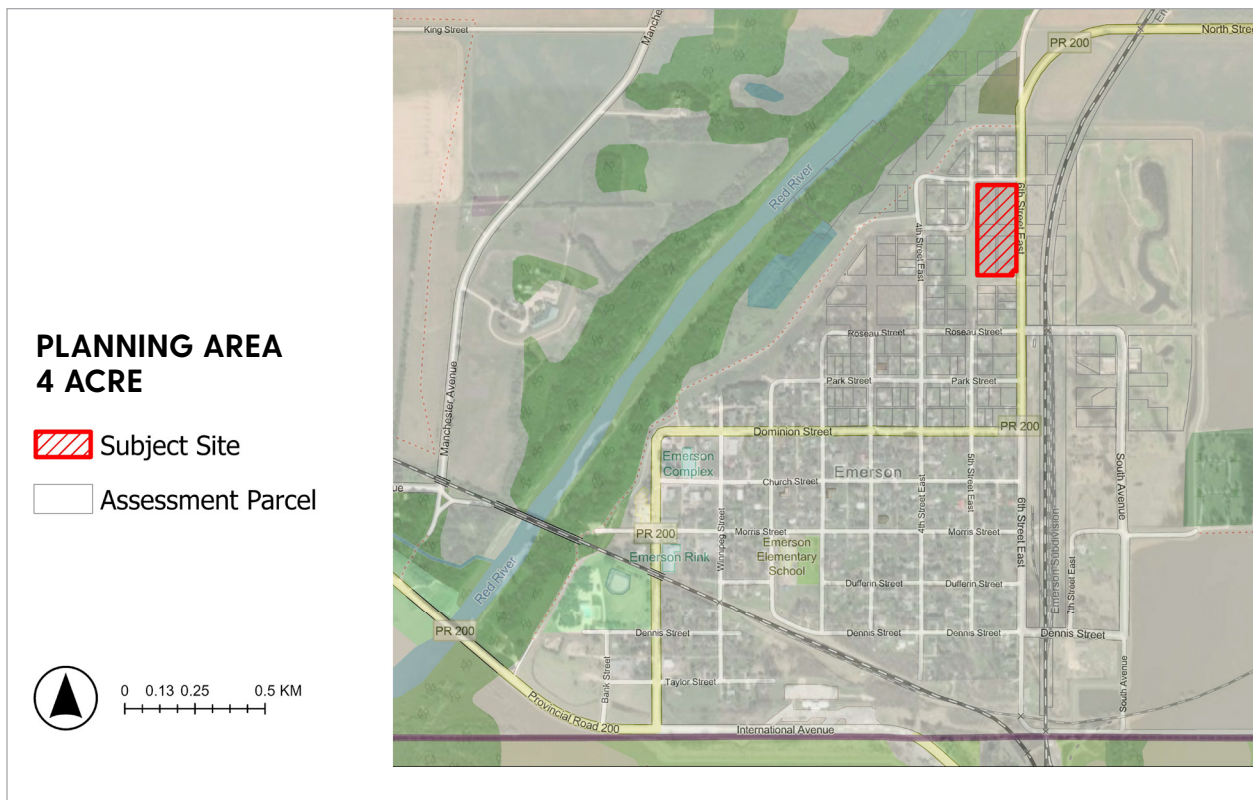 PLANNING AREA
4 ACRE
Subject Site
Assessment Parcel
0 0.13 0.25 0.5 KM
King Street
PR 200
North Stree
Red River
6th Street East
4th Street East
Manchester Avenue
Roseau Street
Roseau Street
Park Street
Park Street
Dominion Street
PR 200
Emerson
Complex
Emerson
Church Street
5th Street East
4th Street East
South Avenue
6th Street East
Winnipeg Street
PR 200
Morris Street
Morris Street
Emerson Rink
Emerson
Elementary
School
Emerson Subdivision
7th Street East
Red River
Dufferin Street
Dufferin Street
PR 200
Dennis Street
Dennis Street
Dennis Street
Dennis Street
Bank Street
Taylor Street
South Avenue
Provincial Road 200
International Avenue